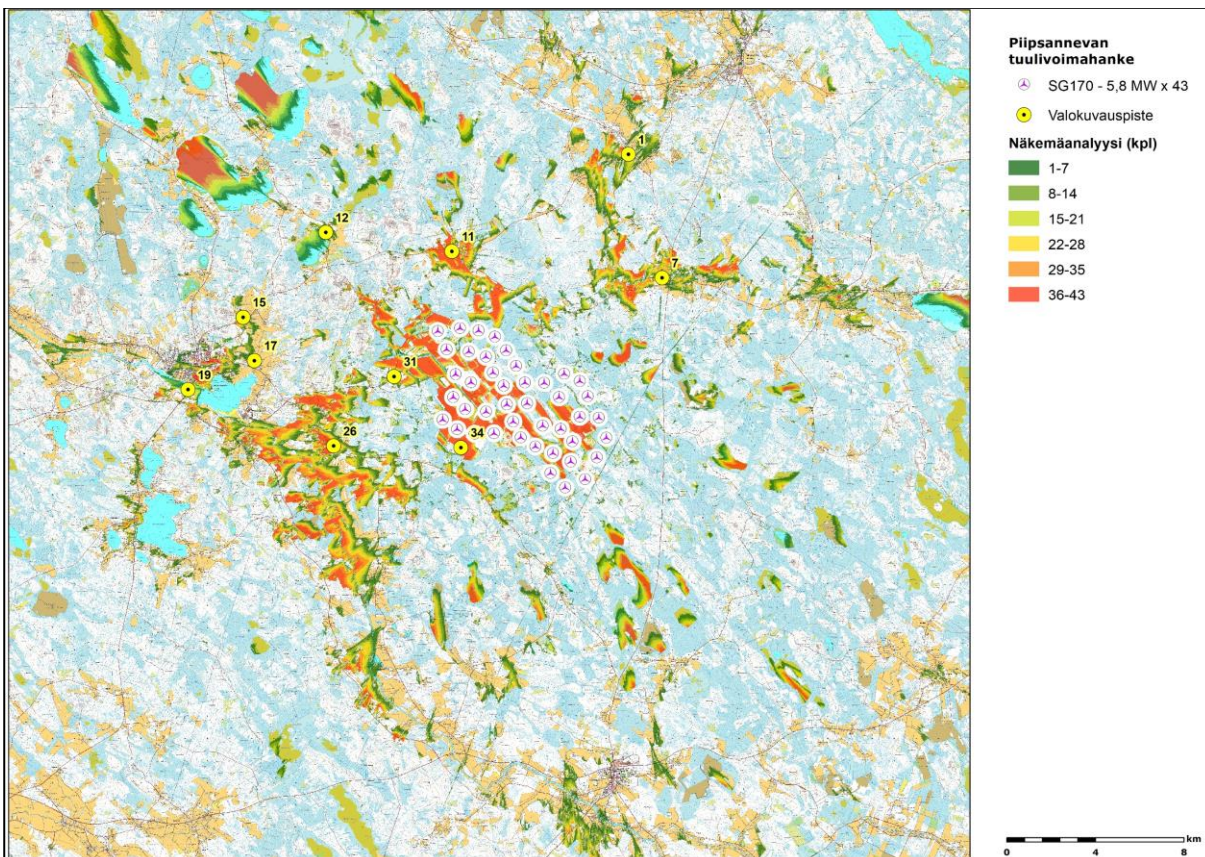 Piipsannevan
tuulivoimahanke
SG170 - 5,8 MW x 43
Valokuvauspiste
Näkemäanalyysi (kpl)
1-7
8-14
15-21
22-28
29-35
36-43
1
12
11
7
15
17
31
19
26
34
km
0 4 8